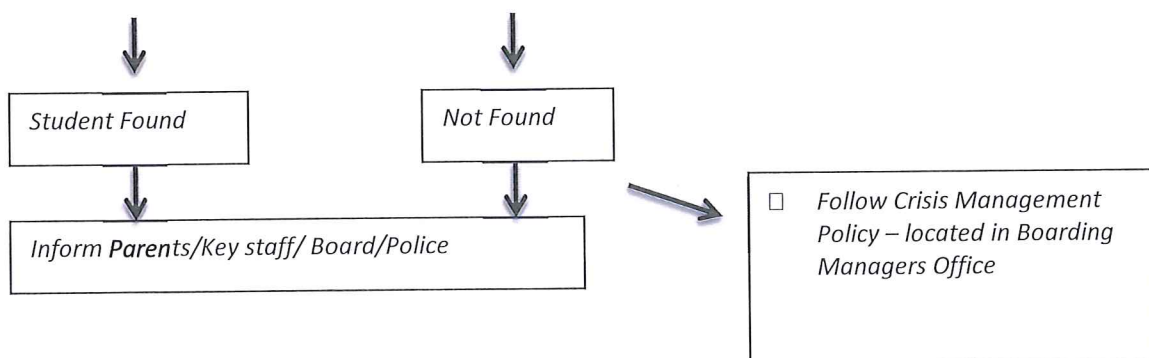 Student Found
Not Found
Inform Parents/Key staff/ Board/Police
☐ Follow Crisis Management
Policy – located in Boarding
Managers Office